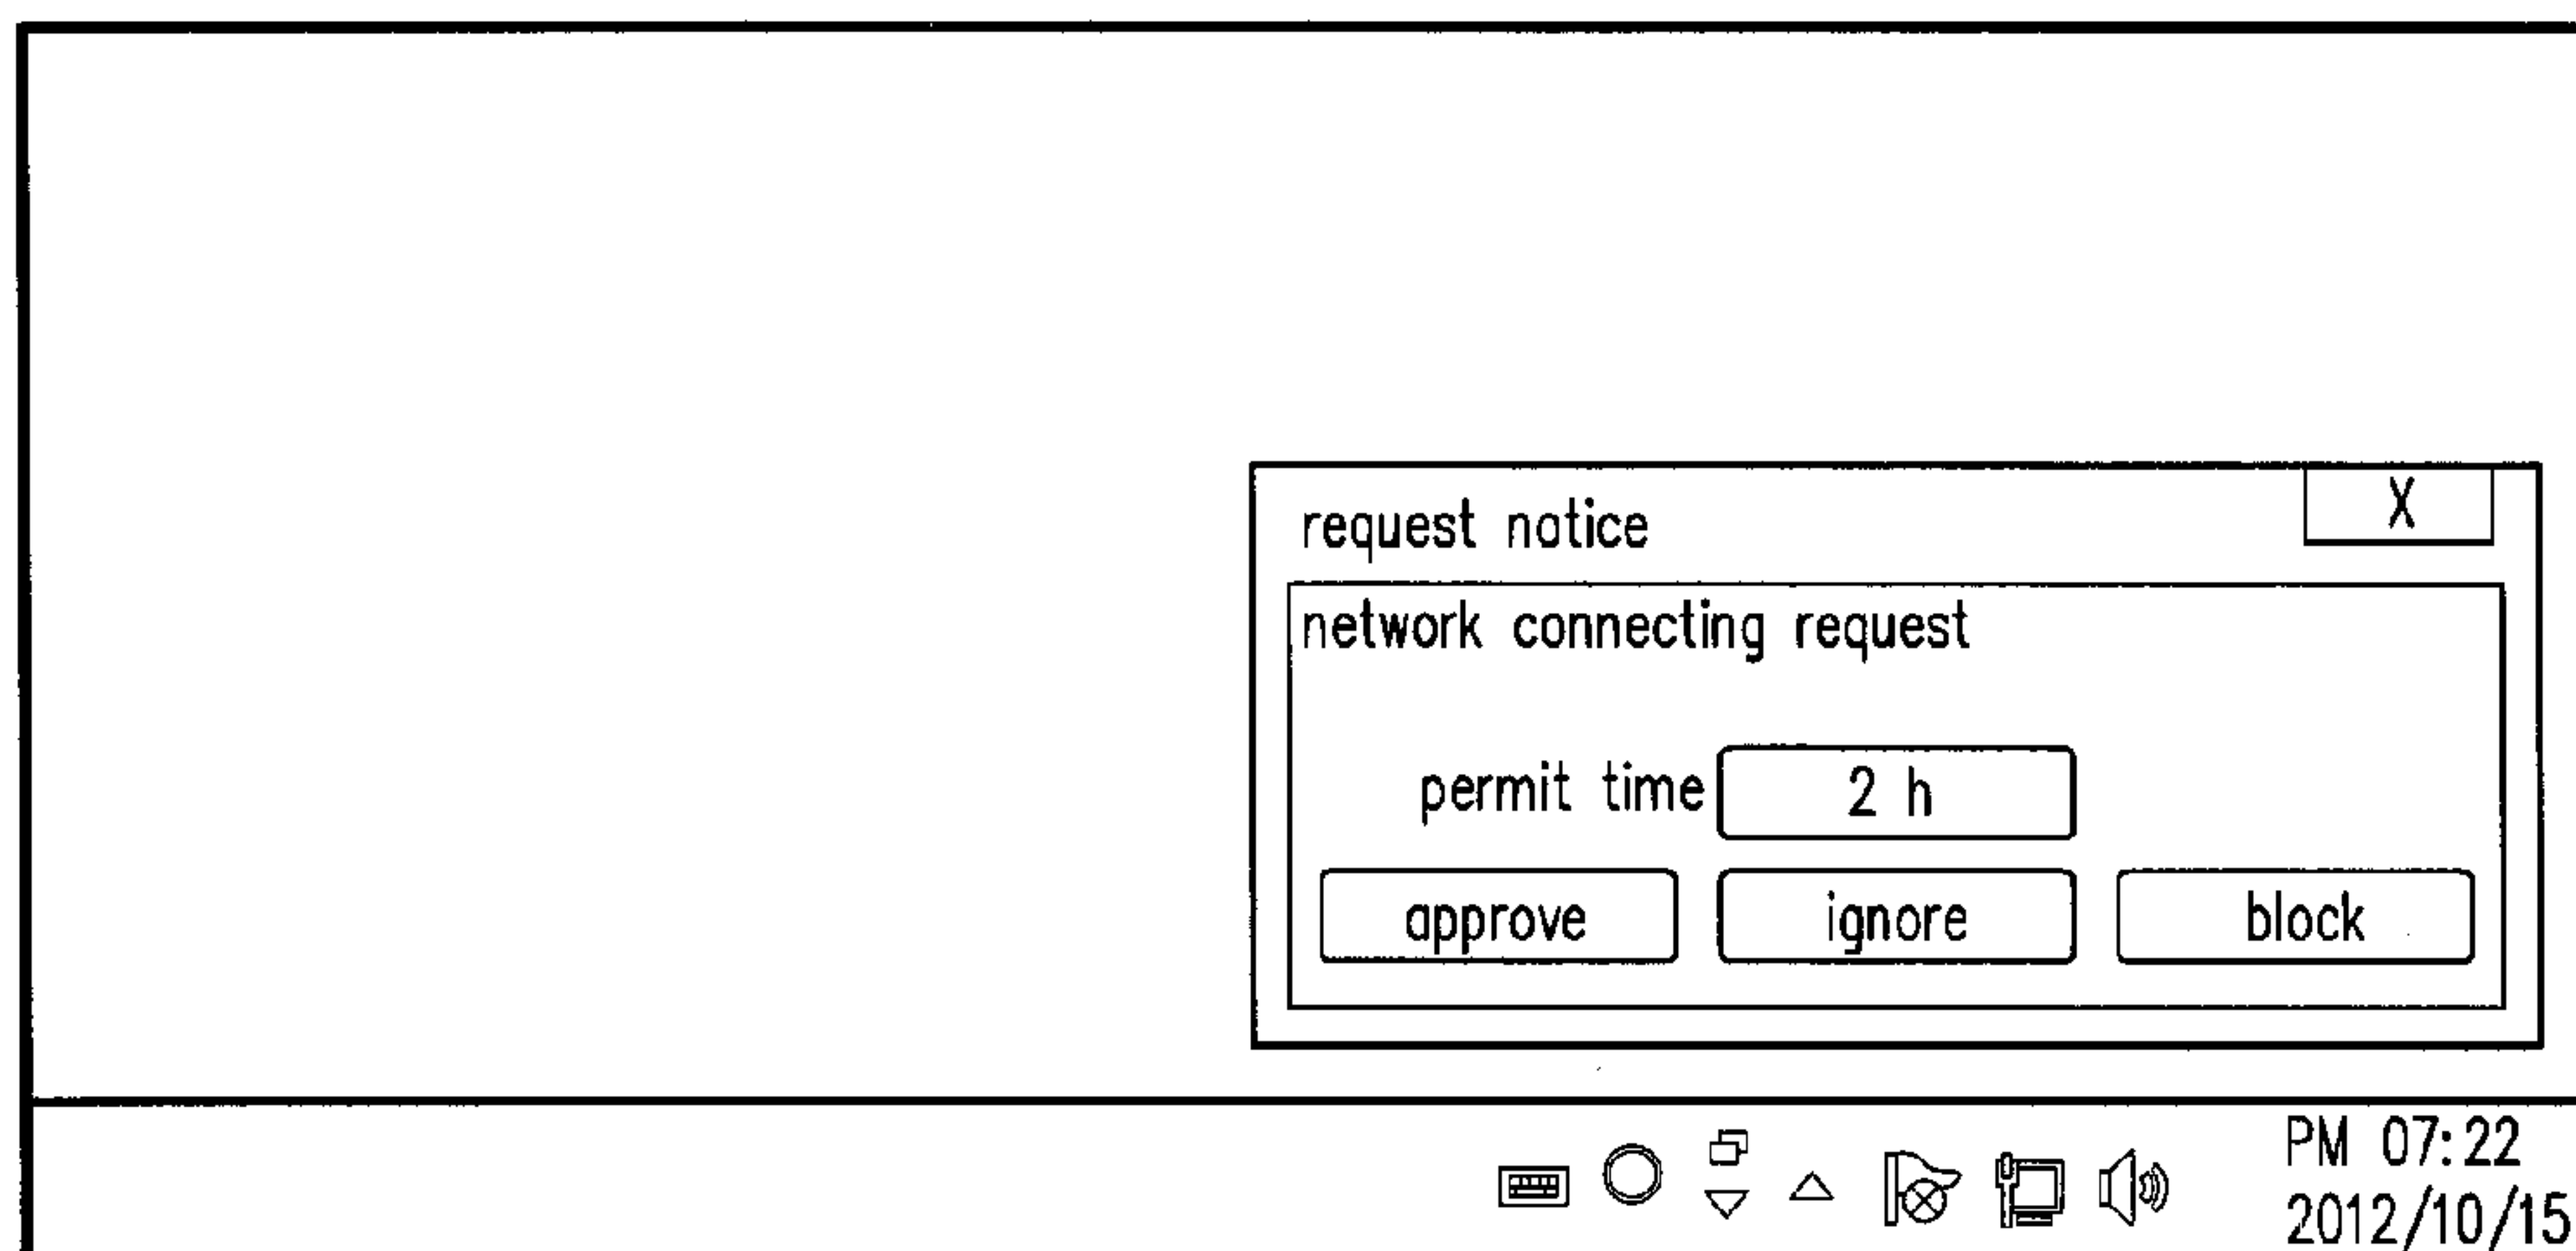 request notice X
network connecting request
permit time 2 h
approve ignore block
PM 07:22
2012/10/15